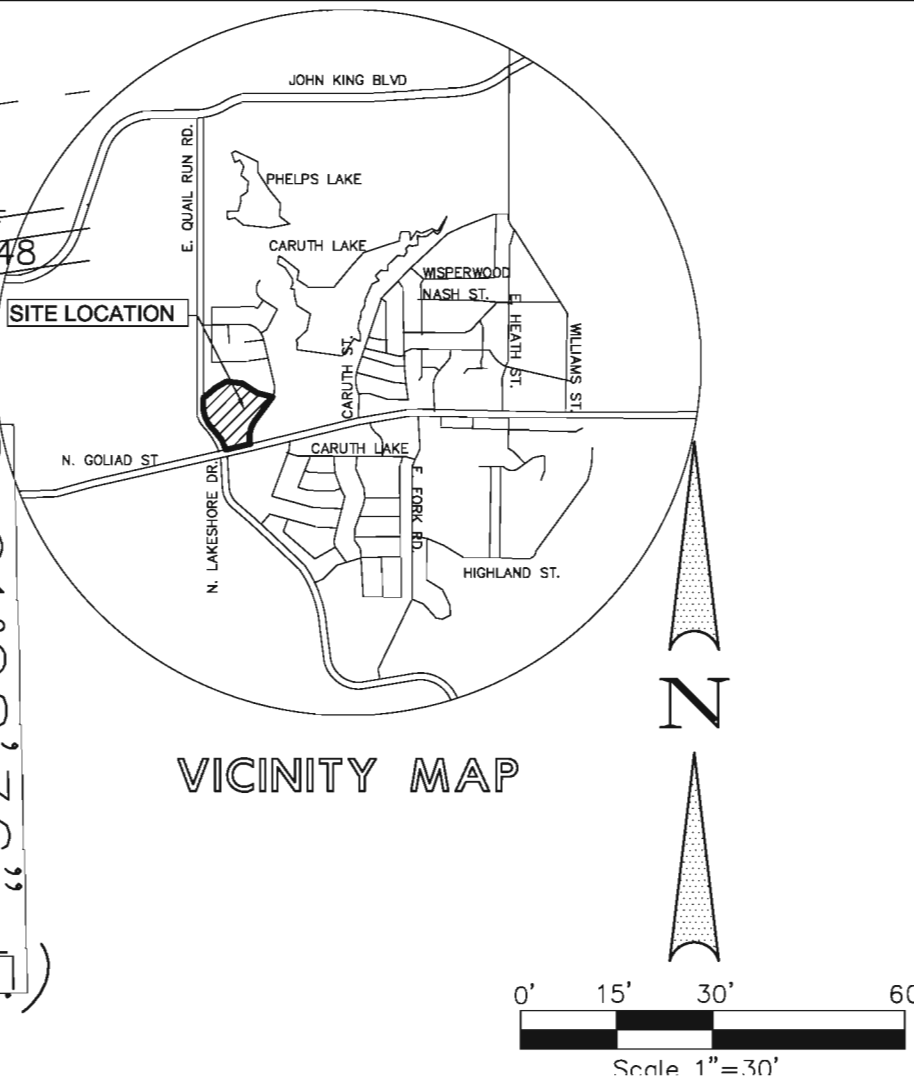 JOHN KING BLVD
E. QUAIL RUN RD.
PHELPS LAKE
CARUTH LAKE
48
WISPERWOOD
NASH ST.
SITE LOCATION
E. HEATH ST.
WILLIAMS ST.
CARUTH ST.
N. GOLIAD ST.
CARUTH LAKE
N. LAKESHORE DR.
E. FORK RD.
HIGHLAND ST.
VICINITY MAP
N
0' 15' 30' 60
Scale 1"=30'